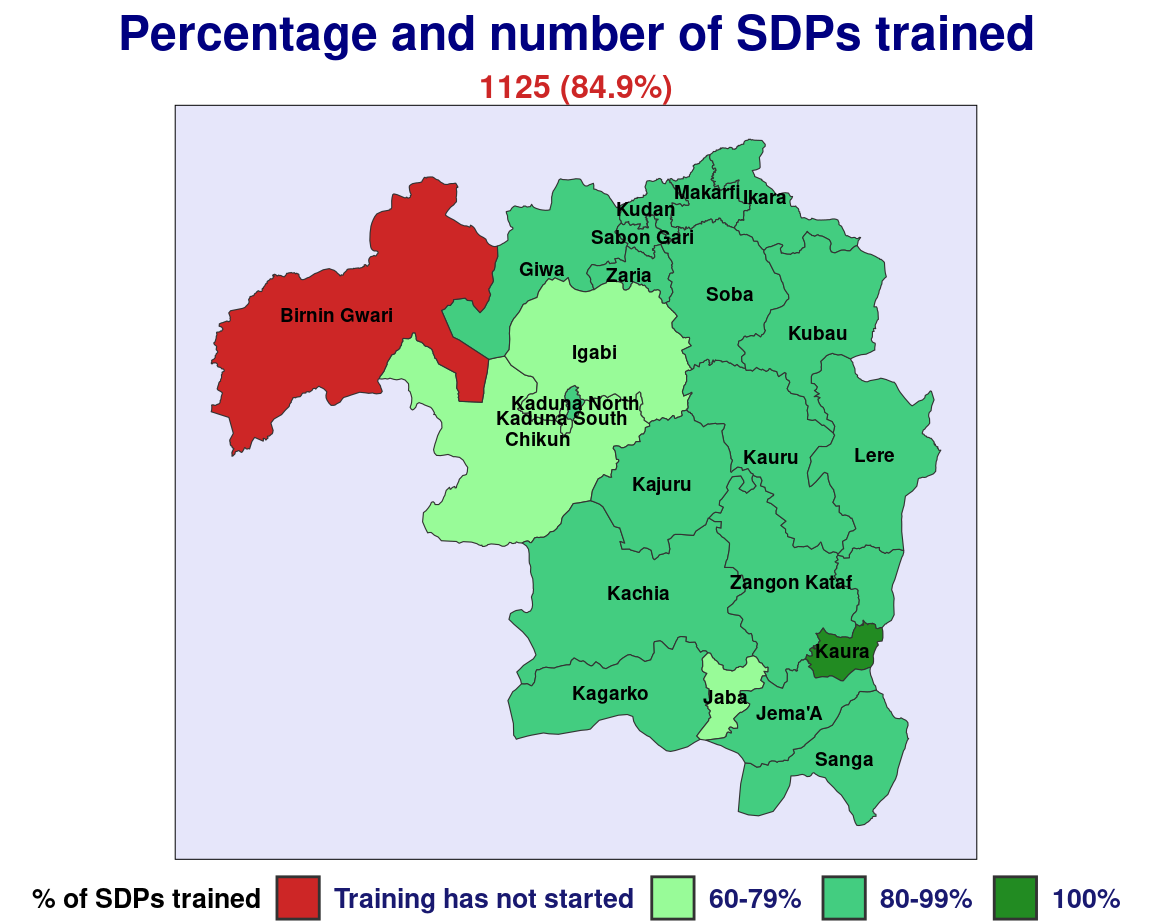 Percentage and number of SDPs trained
1125 (84.9%)
Makarfi
Ikara
Kudan
Sabon Gari
Giwa
Zaria
Soba
Birnin Gwari
Kubau
Igabi
Kaduna North
Kaduna South
Chikun
Kauru
Lere
Kajuru
Zangon Kataf
Kachia
Kaura
Kagarko
Jaba
Jema'A
Sanga
% of SDPs trained
Training has not started
60-79%
80-99%
100%